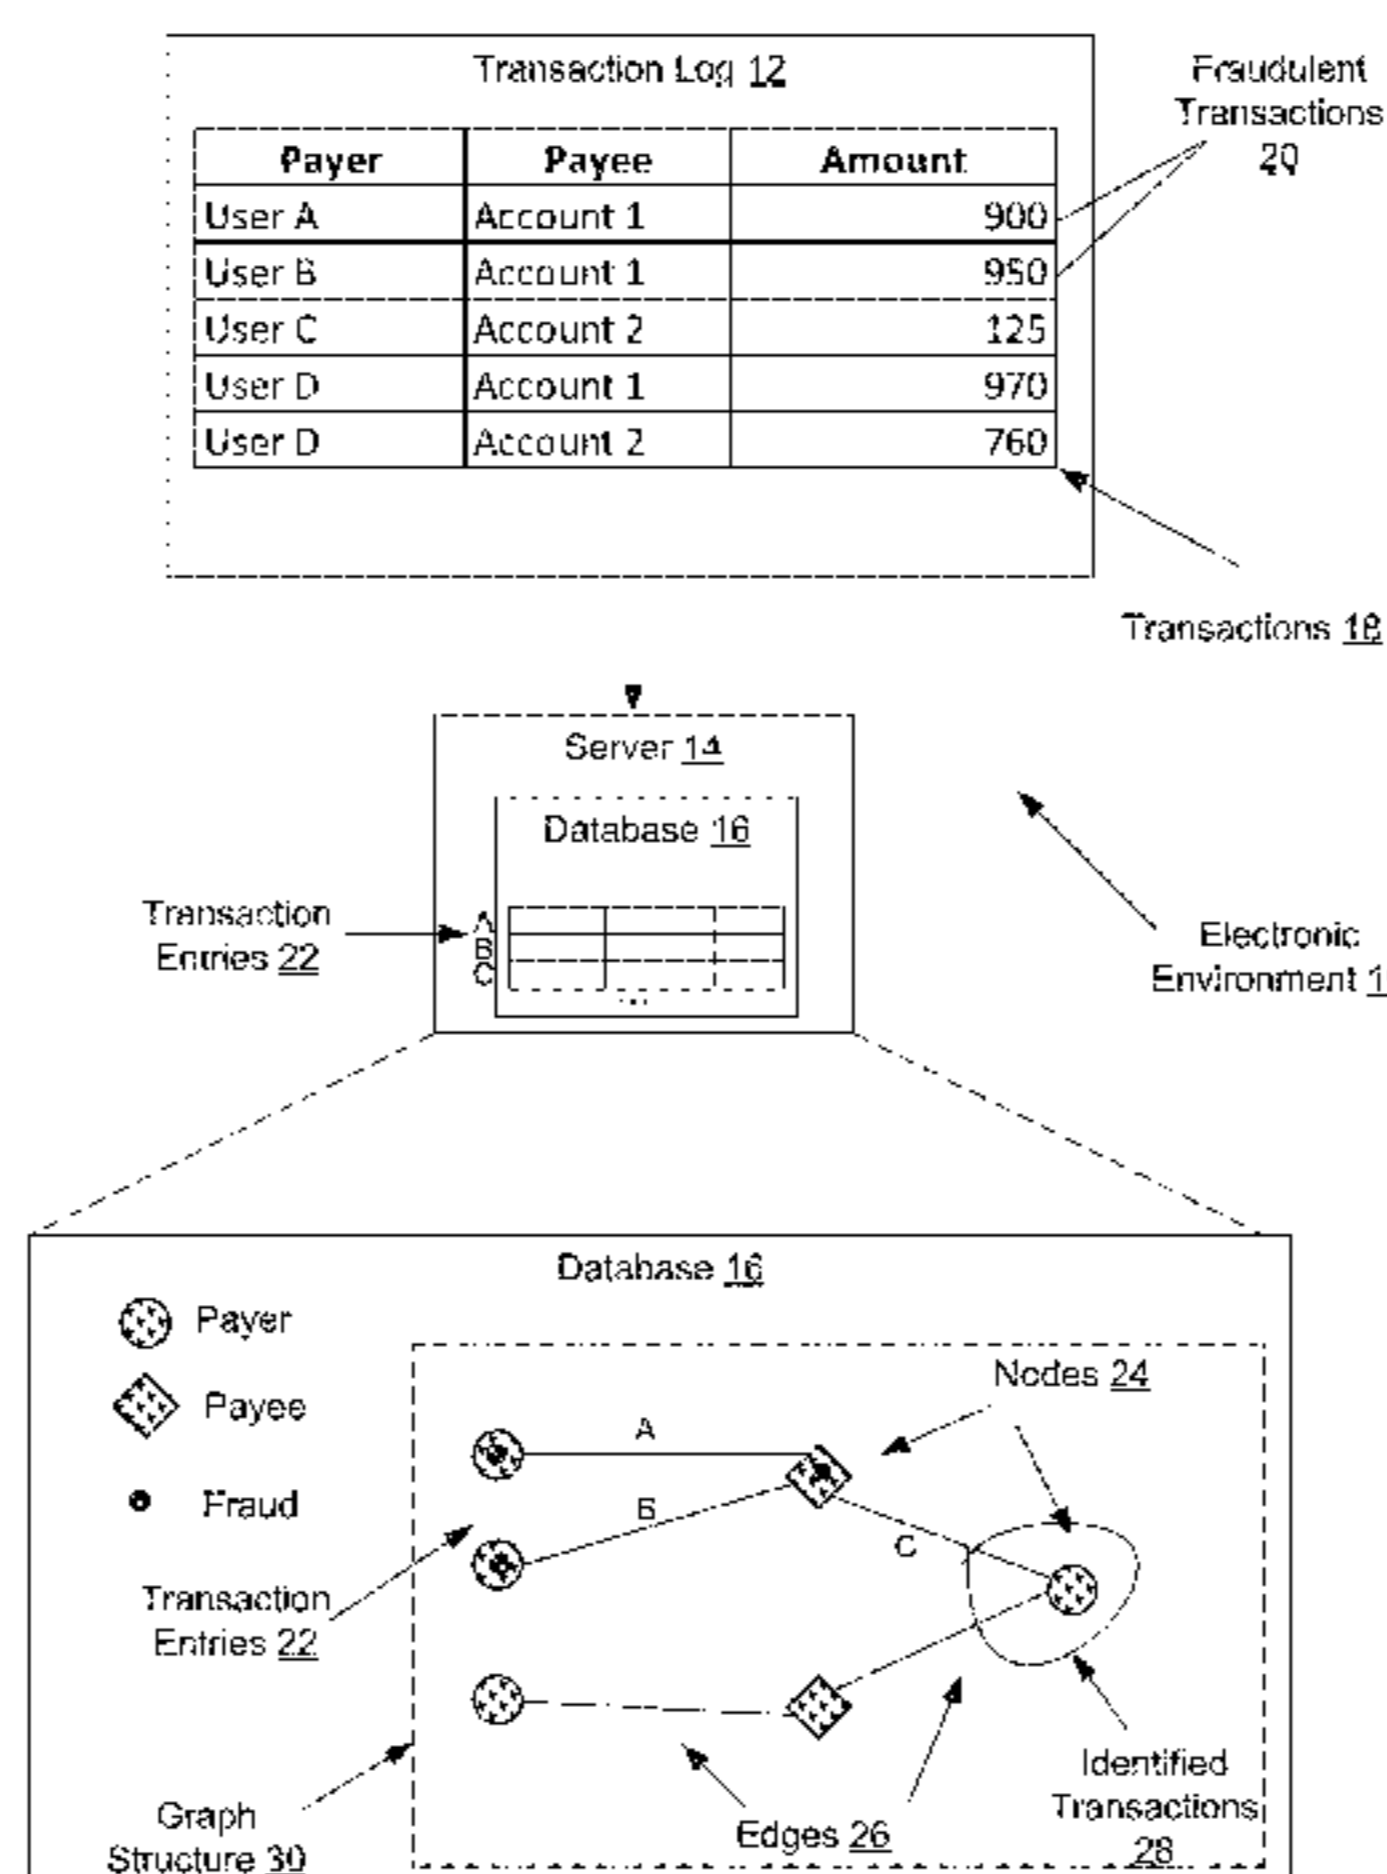 Transaction Log 12
Fraudulent
Transactions
20
Payer Payee Amount
User A Account 1 900
User B Account 1 950
User C Account 2 125
User D Account 1 970
User D Account 2 760
Transactions 18
Server 14
Database 16
Transaction
Entries 22
A
B
C
...
Electronic
Environment
Database 16
Payer
Payee
Fraud
Nodes 24
A
B
C
Transaction
Entries 22
Identified
Transactions
28
Edges 26
Graph
Structure 30